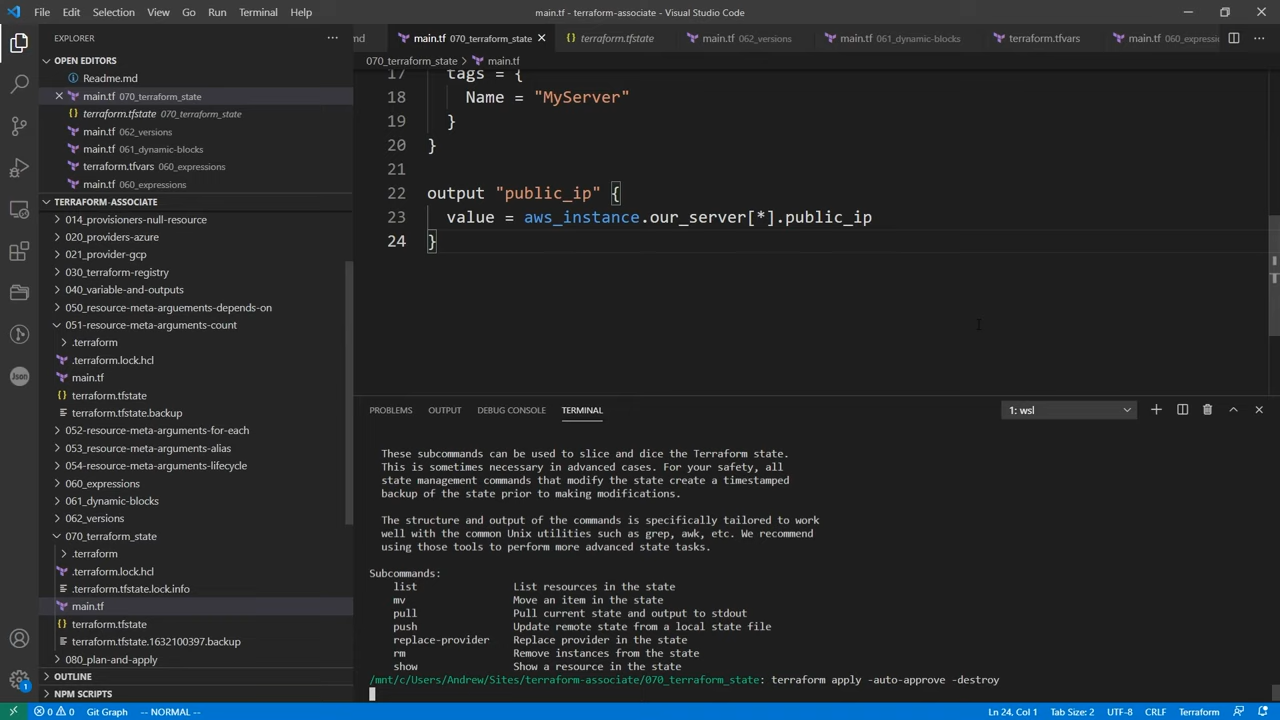 File Edit Selection View Go Run Terminal Help
main.tf - terraform-associate - Visual Studio Code
EXPLORER
OPEN EDITORS
Readme.md
main.tf 070_terraform_state
terraform.tfstate 070_terraform_state
main.tf 062_versions
main.tf 061_dynamic-blocks
terraform.tfvars 060_expressions
main.tf 060_expressions
TERRAFORM-ASSOCIATE
014_provisioners-null-resource
020_providers-azure
021_provider-gcp
030_terraform-registry
040_variable-and-outputs
050_resource-meta-arguements-depends-on
051-resource-meta-arguments-count
.terraform
.terraform.lock.hcl
main.tf
terraform.tfstate
terraform.tfstate.backup
052-resource-meta-arguments-for-each
053_resource-meta-arguments-alias
054-resource-meta-arguments-lifecycle
060_expressions
061_dynamic-blocks
062_versions
070_terraform_state
.terraform
.terraform.lock.hcl
.terraform.tfstate.lock.info
main.tf
terraform.tfstate
terraform.tfstate.1632100397.backup
080_plan-and-apply
OUTLINE
NPM SCRIPTS
Json
1
nd main.tf 070_terraform_state terraform.tfstate main.tf 062_versions main.tf 061_dynamic-blocks terraform.tfvars main.tf 060_expressi
070_terraform_state > main.tf
17 tags = {
18 Name = "MyServer"
19 }
20 }
21
22 output "public_ip" {
23 value = aws_instance.our_server[*].public_ip
24 }
PROBLEMS OUTPUT DEBUG CONSOLE TERMINAL
1: wsl
These subcommands can be used to slice and dice the Terraform state.
This is sometimes necessary in advanced cases. For your safety, all
state management commands that modify the state create a timestamped
backup of the state prior to making modifications.
The structure and output of the commands is specifically tailored to work
well with the common Unix utilities such as grep, awk, etc. We recommend
using those tools to perform more advanced state tasks.
Subcommands:
list List resources in the state
mv Move an item in the state
pull Pull current state and output to stdout
push Update remote state from a local state file
replace-provider Replace provider in the state
rm Remove instances from the state
show Show a resource in the state
/mnt/c/Users/Andrew/Sites/terraform-associate/070_terraform_state: terraform apply -auto-approve -destroy
0 0 Git Graph -- NORMAL -- Ln 24, Col 1 Tab Size: 2 UTF-8 CRLF Terraform